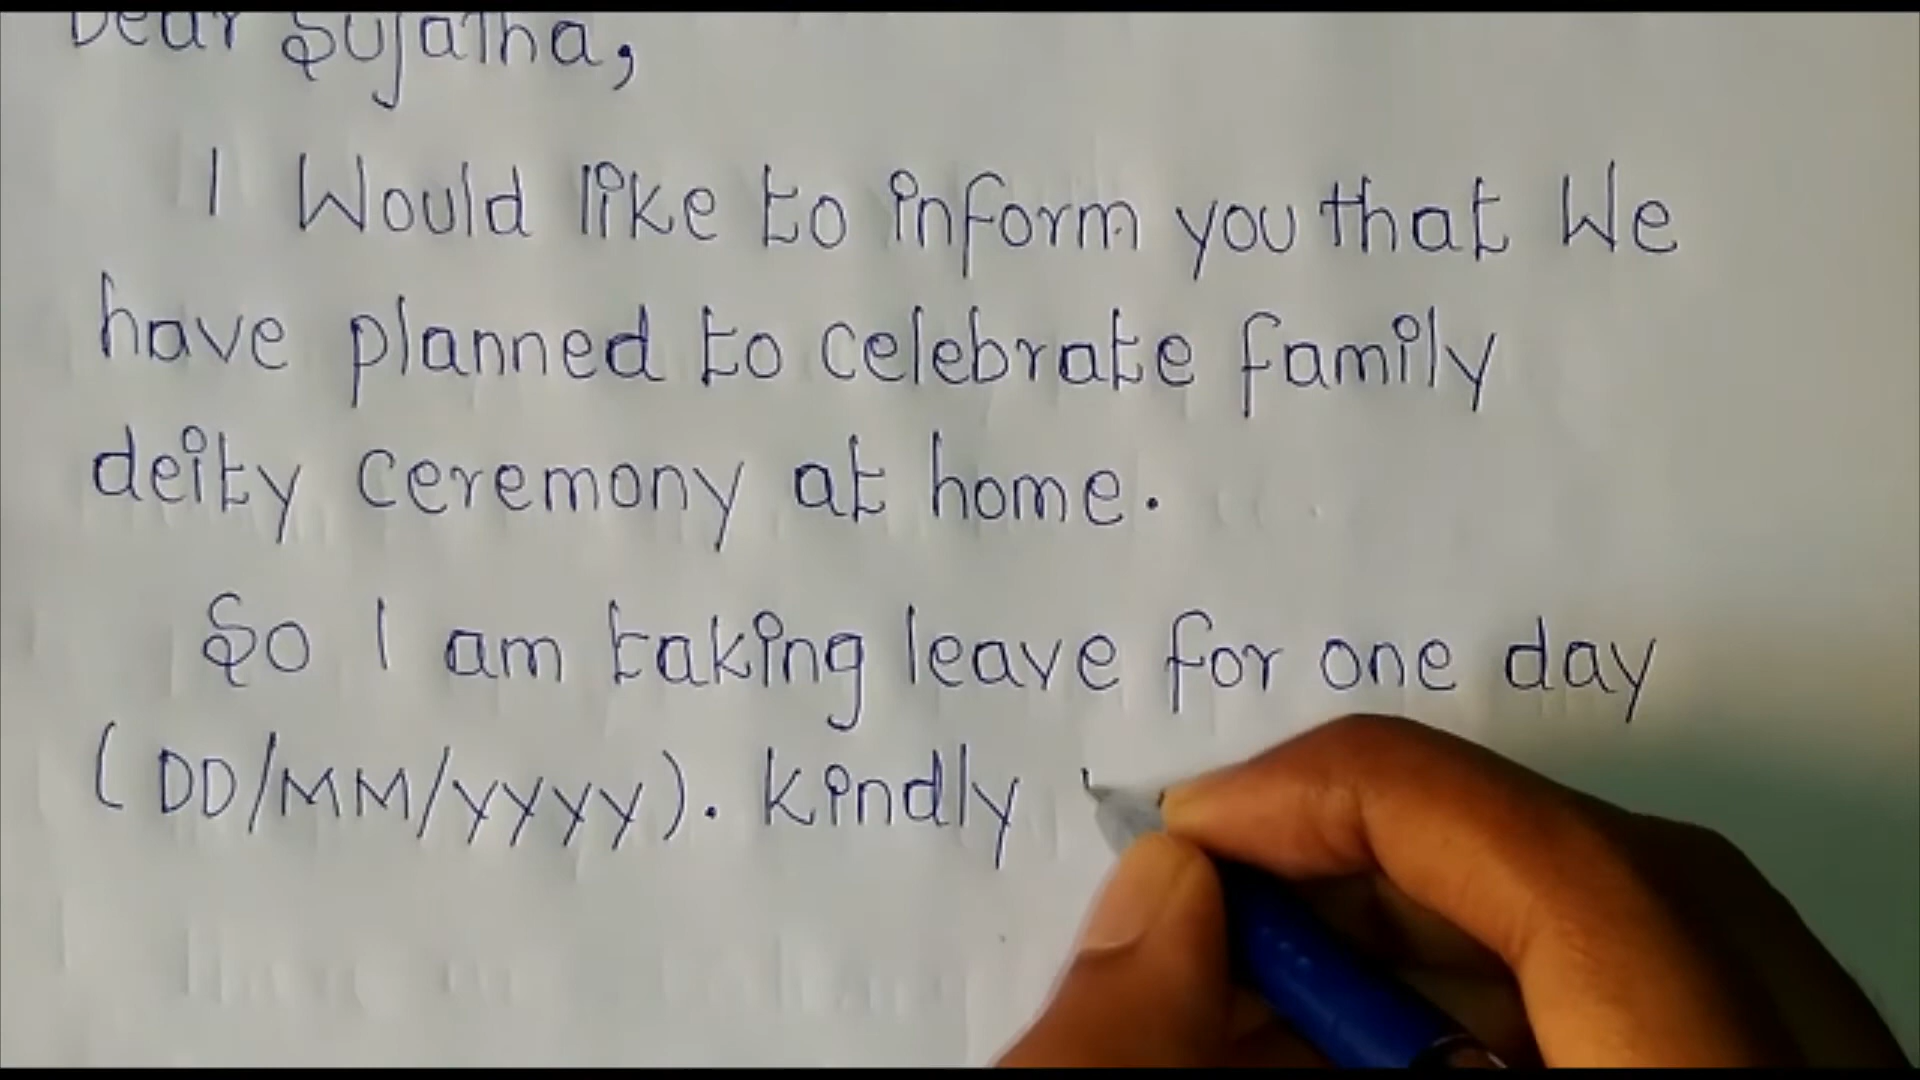 Dear Sujatha,
I Would like to inform you that We
have planned to celebrate family
deity ceremony at home.
So I am taking leave for one day
(DD/MM/YYYY). Kindly